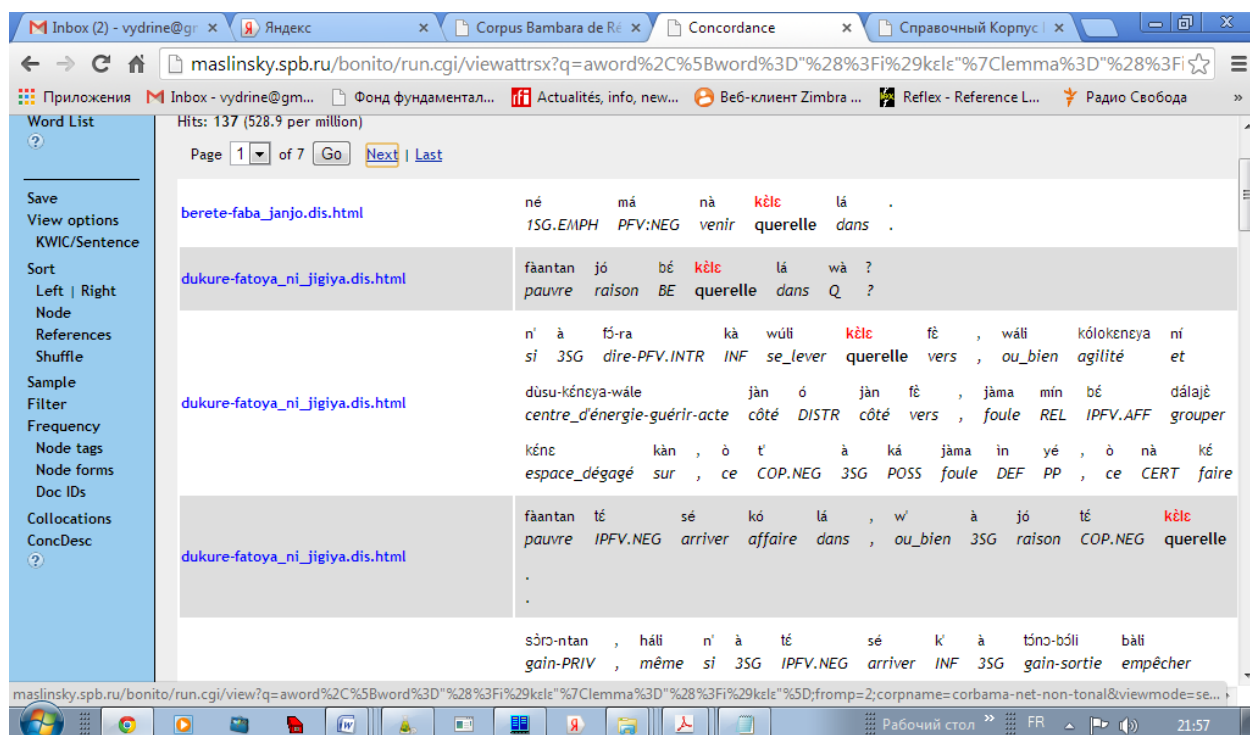 Inbox (2) - vydrine@gr Яндекс Corpus Bambara de Ré Concordance Справочный Корпус
maslinsky.spb.ru/bonito/run.cgi/viewattrsx?q=aword%2C%5Bword%3D"%28%3Fi%29kɛlɛ"%7Clemma%3D"%28%3Fi
Приложения Inbox - vydrine@gm... Фонд фундаментал... Actualités, info, new... Веб-клиент Zimbra ... Reflex - Reference L... Радио Свобода »
Word List
?
Save
View options
KWIC/Sentence
Sort
Left | Right
Node
References
Shuffle
Sample
Filter
Frequency
Node tags
Node forms
Doc IDs
Collocations
ConcDesc
?
Hits: 137 (528.9 per million)
Page 1 of 7 Go Next | Last
berete-faba_janjo.dis.html
né má nà kɛ̀lɛ lá .
1SG.EMPH PFV:NEG venir querelle dans .
dukure-fatoya_ni_jigiya.dis.html
fàantan jó bɛ́ kɛ̀lɛ lá wà ?
pauvre raison BE querelle dans Q ?
dukure-fatoya_ni_jigiya.dis.html
n' à fɔ́-ra kà wúli kɛ̀lɛ fɛ̀ , wáli kólokɛnɛya ní
si 3SG dire-PFV.INTR INF se_lever querelle vers , ou_bien agilité et
dùsu-kɛ́nɛya-wále jàn ó jàn fɛ̀ , jàma mín bɛ́ dálajɛ̀
centre_d'énergie-guérir-acte côté DISTR côté vers , foule REL IPFV.AFF grouper
kɛ́nɛ kàn , ò t' à ká jàma ìn yé , ò nà kɛ́
espace_dégagé sur , ce COP.NEG 3SG POSS foule DEF PP , ce CERT faire
dukure-fatoya_ni_jigiya.dis.html
fàantan tɛ́ sé kó lá , w' à jó tɛ́ kɛ̀lɛ
pauvre IPFV.NEG arriver affaire dans , ou_bien 3SG raison COP.NEG querelle
.
.
sɔ̀rɔ-ntan , háli n' à tɛ́ sé k' à tɔ́nɔ-bɔ́li bàli
gain-PRIV , même si 3SG IPFV.NEG arriver INF 3SG gain-sortie empêcher
maslinsky.spb.ru/bonito/run.cgi/view?q=aword%2C%5Bword%3D"%28%3Fi%29kɛlɛ"%7Clemma%3D"%28%3Fi%29kɛlɛ"%5D;fromp=2;corpname=corbama-net-non-tonal&viewmode=se...
Рабочий стол » FR 21:57